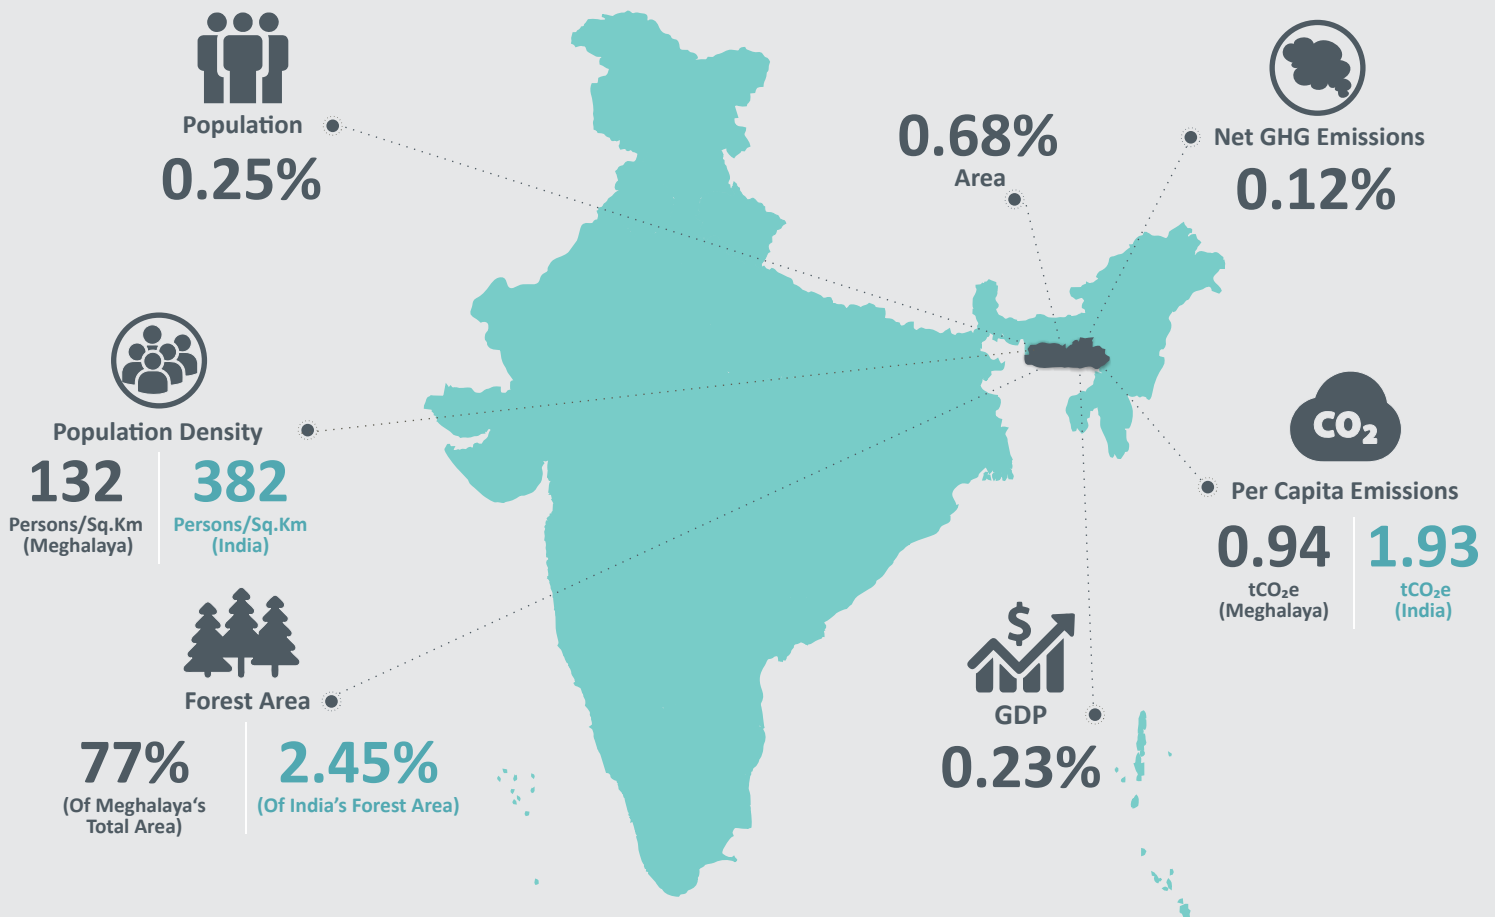 Population
0.25%
0.68%
Area
Net GHG Emissions
0.12%
Population Density
132
Persons/Sq.Km
(Meghalaya)
382
Persons/Sq.Km
(India)
CO₂
Per Capita Emissions
0.94
tCO₂e
(Meghalaya)
1.93
tCO₂e
(India)
Forest Area
77%
(Of Meghalaya‘s
Total Area)
2.45%
(Of India’s Forest Area)
$
GDP
0.23%